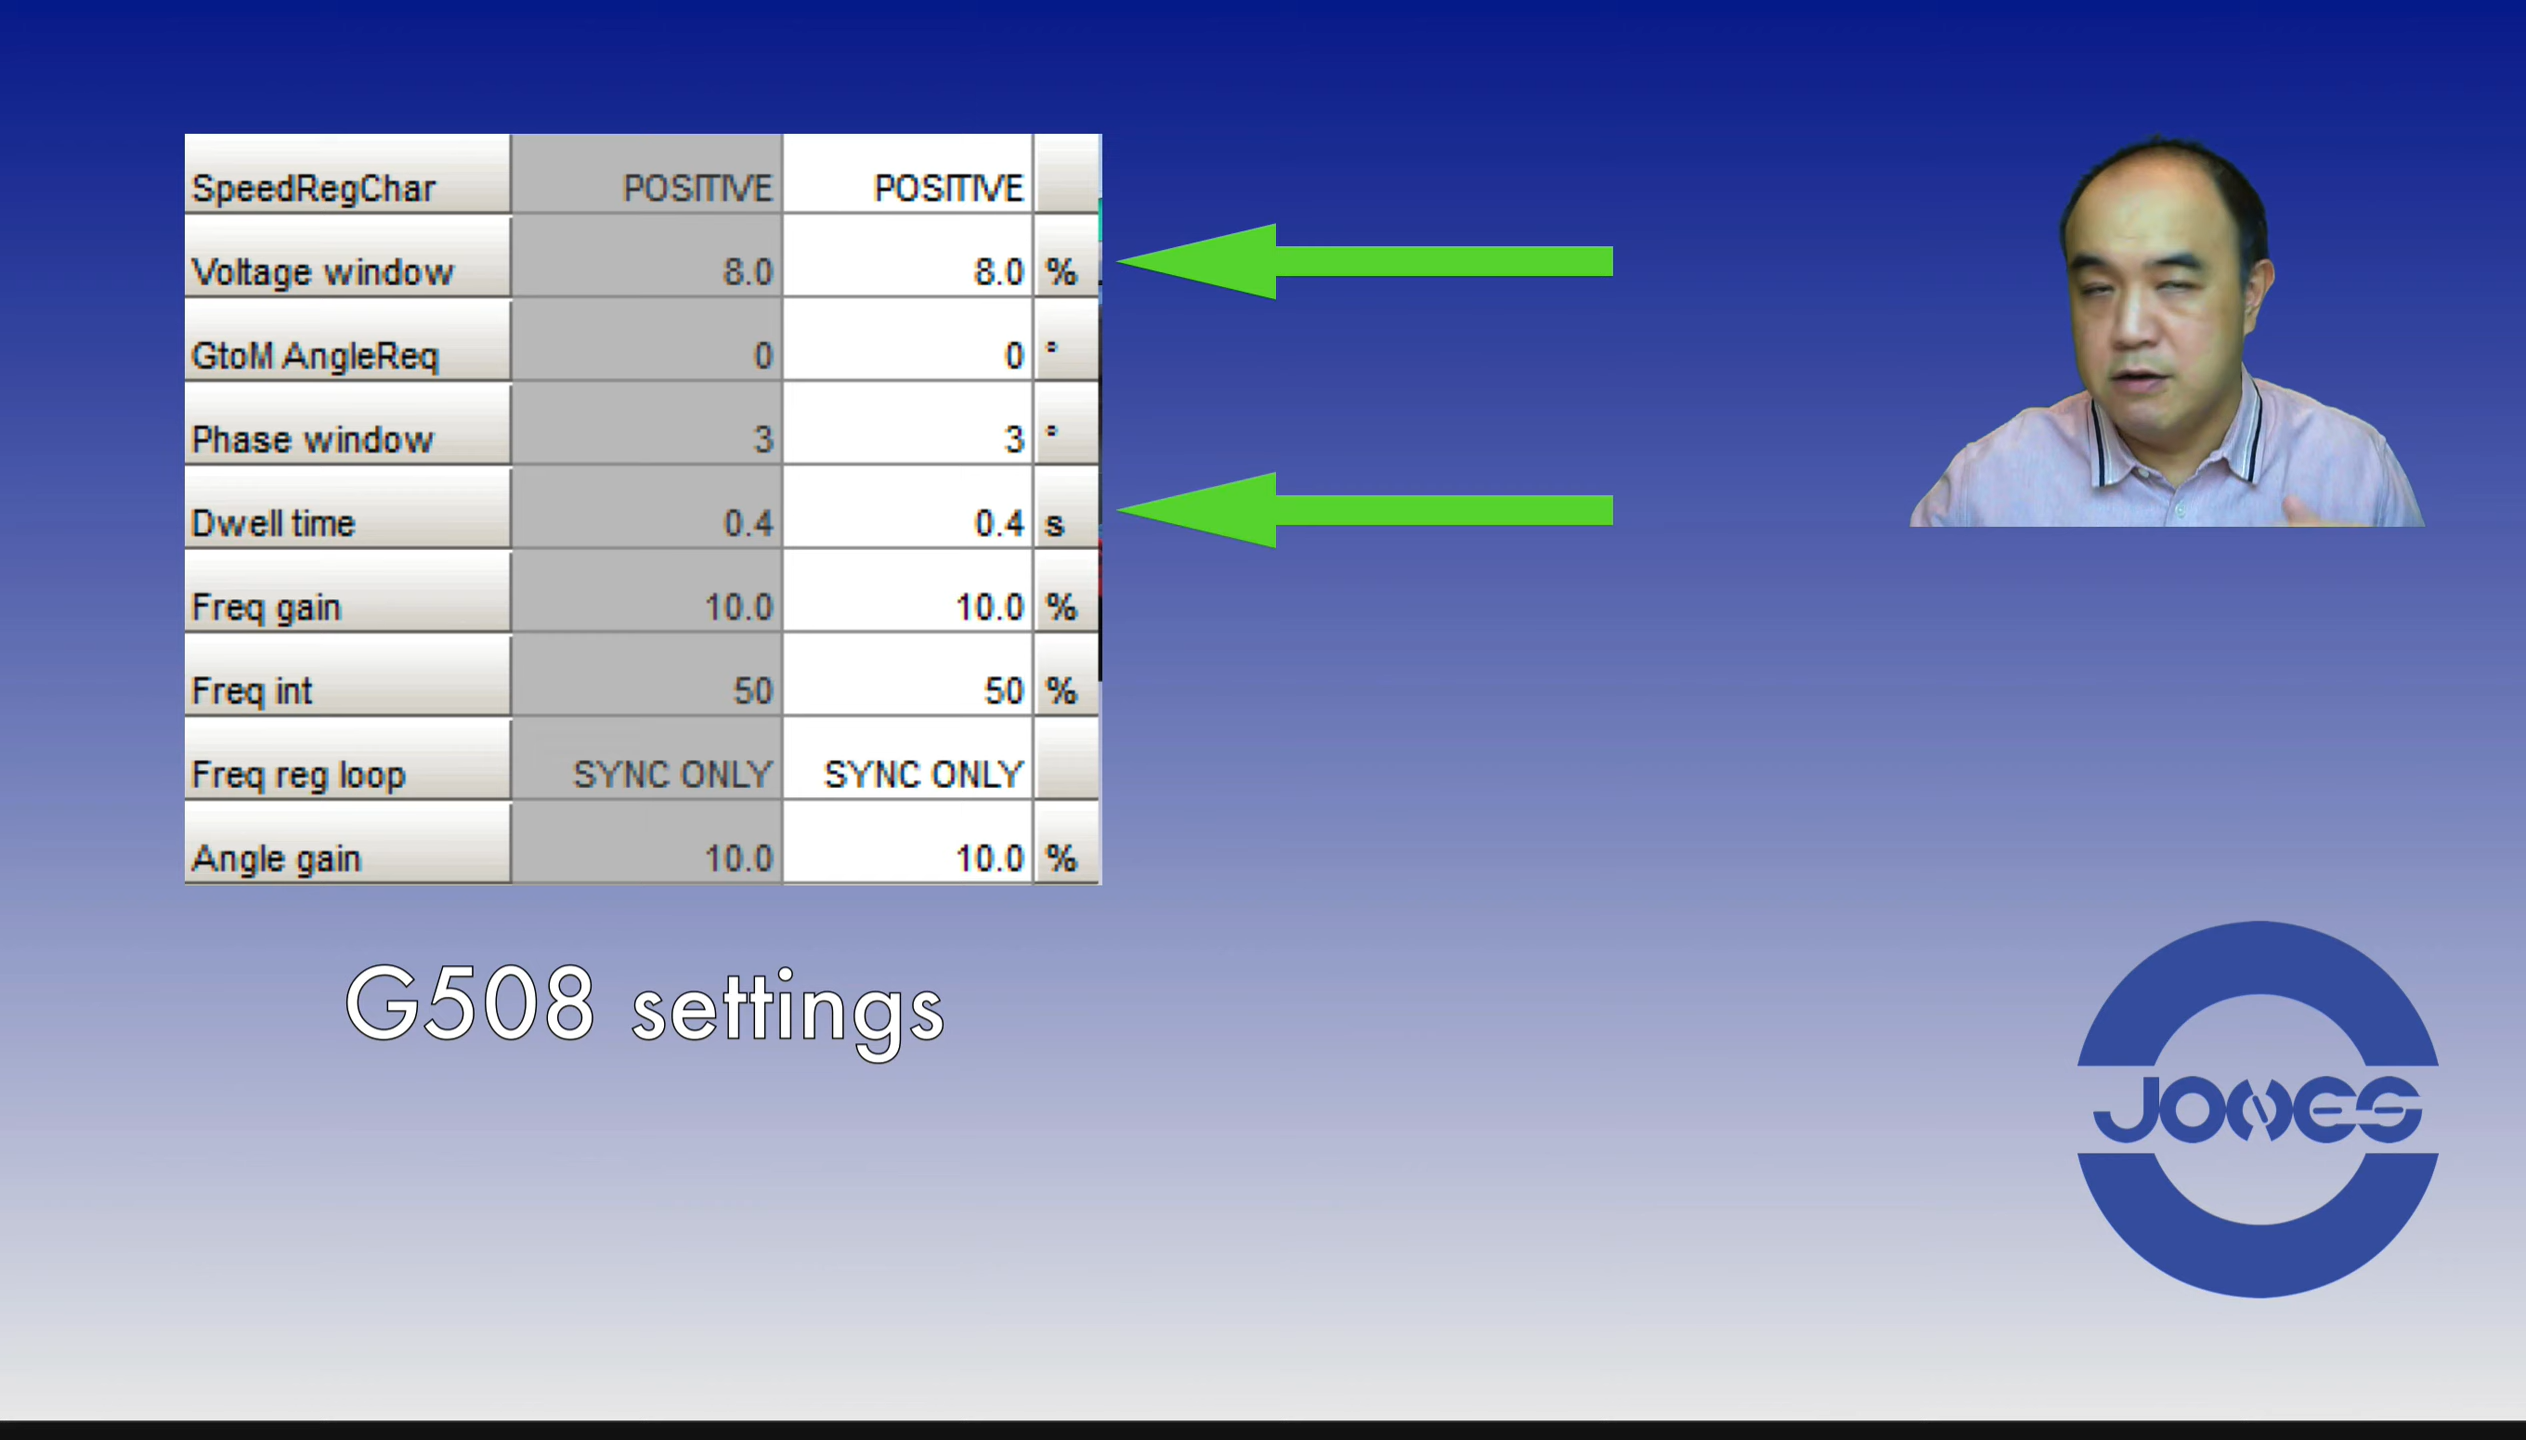 SpeedRegChar POSITIVE POSITIVE
Voltage window 8.0 8.0 %
GtoM AngleReq 0 0 °
Phase window 3 3 °
Dwell time 0.4 0.4 s
Freq gain 10.0 10.0 %
Freq int 50 50 %
Freq reg loop SYNC ONLY SYNC ONLY
Angle gain 10.0 10.0 %
G508 settings
JONES